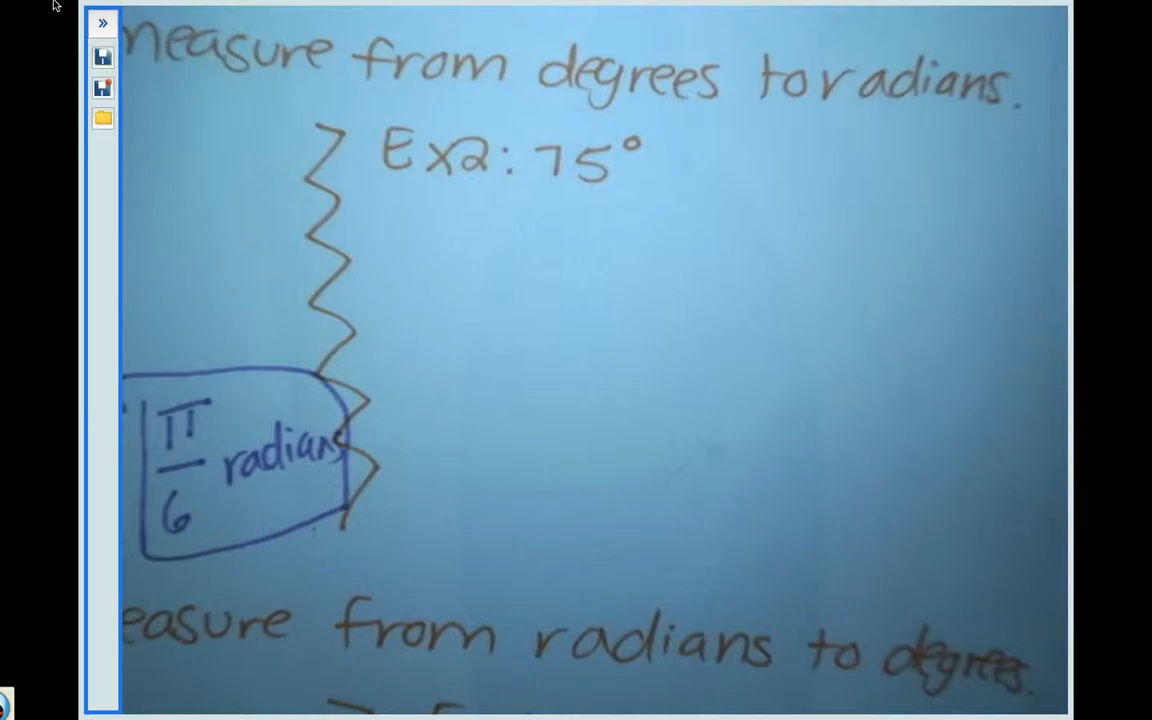 measure from degrees to radians.
Ex2: 75°
π/6 radians
easure from radians to degrees.